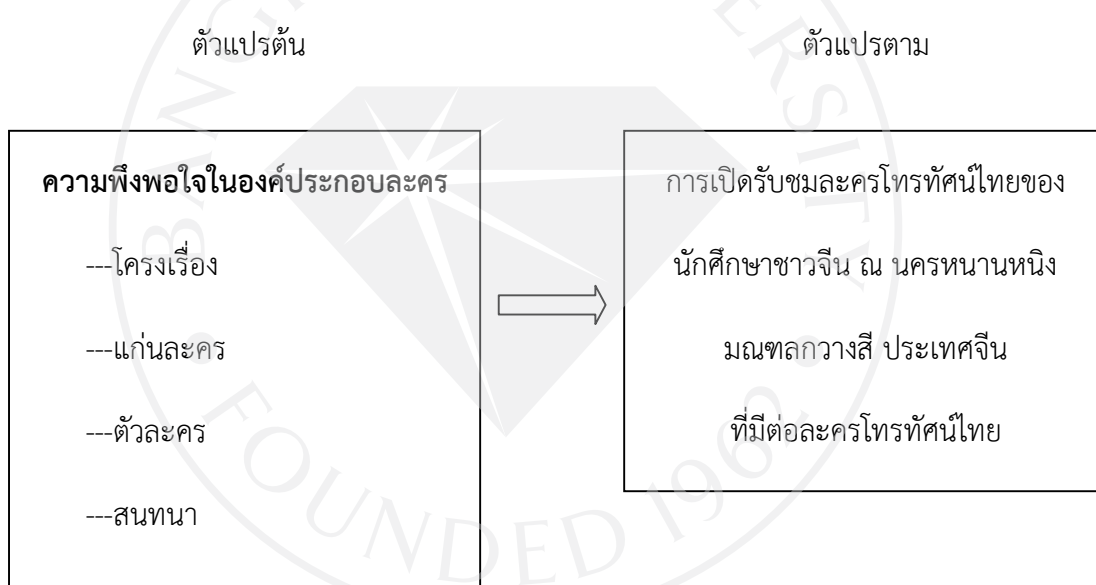 ตัวแปรต้น
ตัวแปรตาม
ความพึงพอใจในองค์ประกอบละคร
---โครงเรื่อง
---แก่นละคร
---ตัวละคร
---สนทนา
การเปิดรับชมละครโทรทัศน์ไทยของ
นักศึกษาชาวจีน ณ นครหนานหนิง
มณฑลกวางสี ประเทศจีน
ที่มีต่อละครโทรทัศน์ไทย
FOUNDED 1962